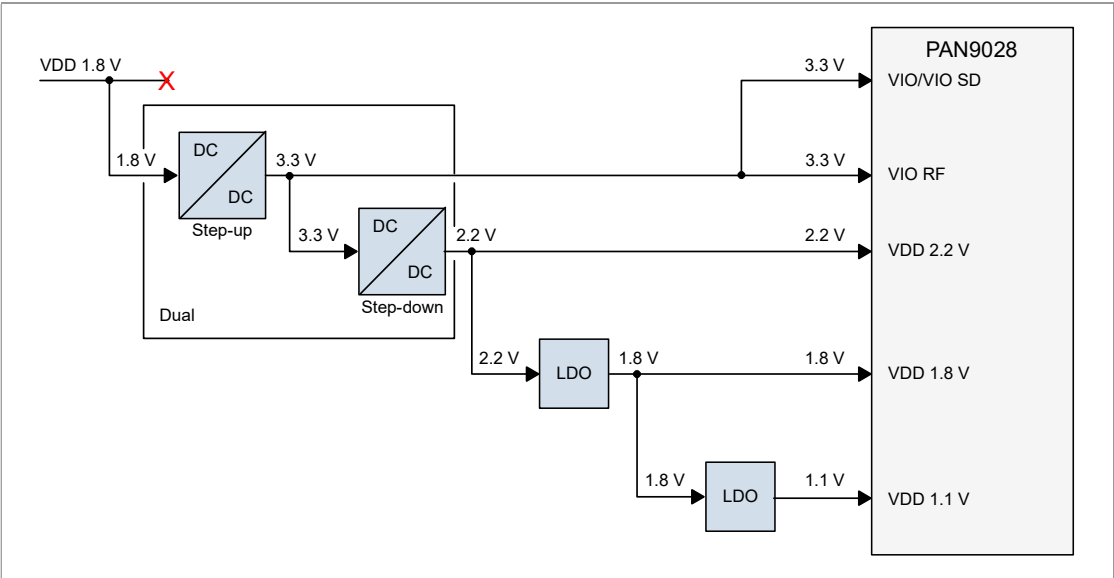 PAN9028
VDD 1.8 V
X
3.3 V
VIO/VIO SD
1.8 V
DC
DC
Step-up
3.3 V
3.3 V
VIO RF
3.3 V
DC
DC
Step-down
2.2 V
2.2 V
VDD 2.2 V
Dual
2.2 V
LDO
1.8 V
1.8 V
VDD 1.8 V
1.8 V
LDO
1.1 V
VDD 1.1 V